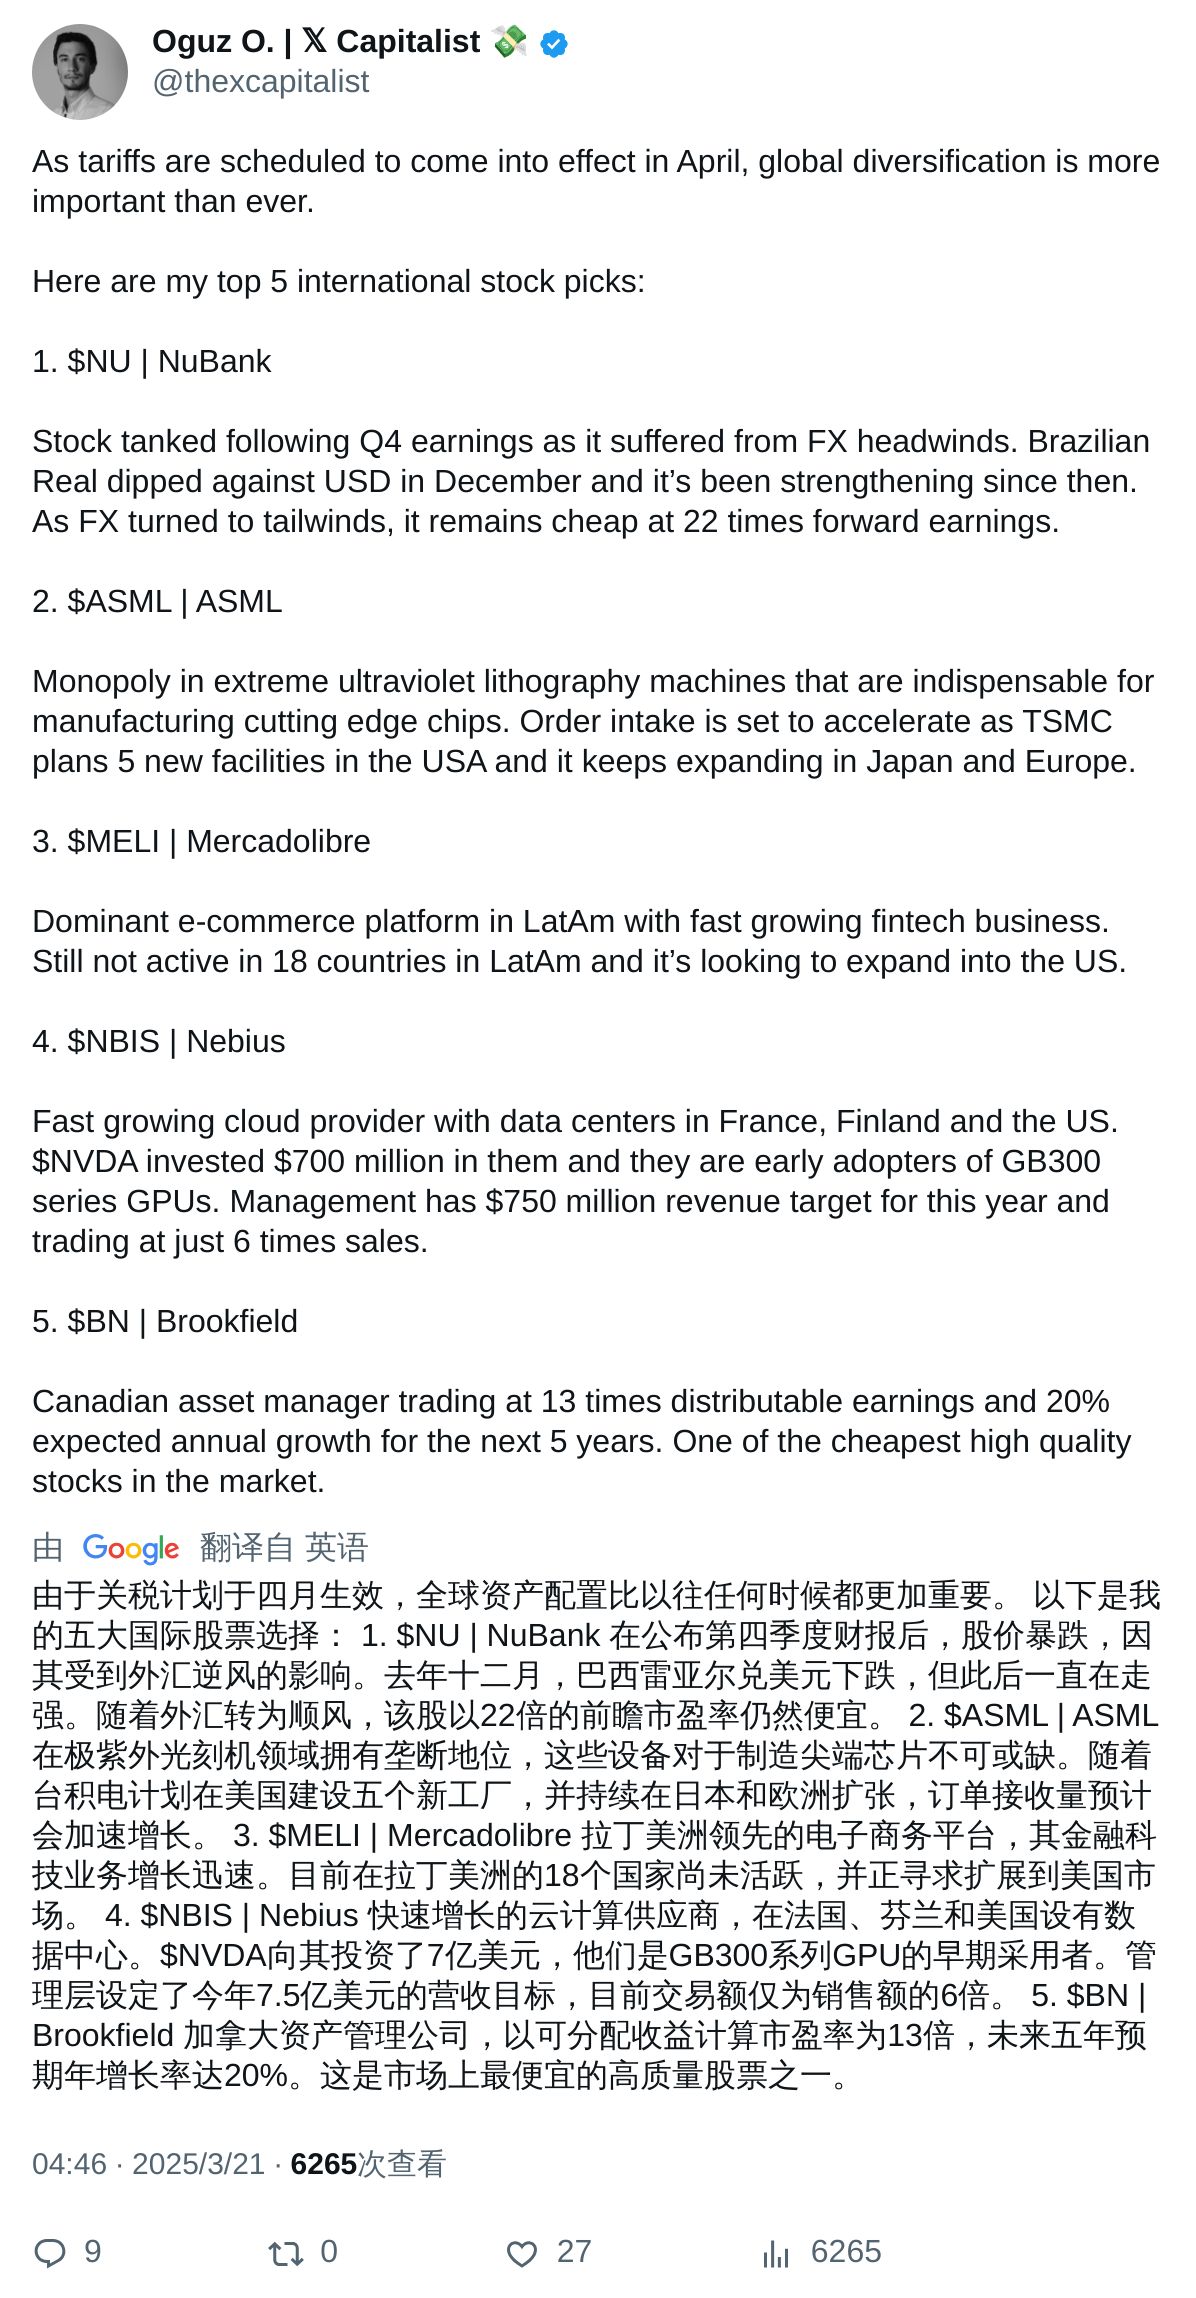 Oguz O. | 𝕏 Capitalist 💸
@thexcapitalist
As tariffs are scheduled to come into effect in April, global diversification is more
important than ever.
Here are my top 5 international stock picks:
1. $NU | NuBank
Stock tanked following Q4 earnings as it suffered from FX headwinds. Brazilian
Real dipped against USD in December and it’s been strengthening since then.
As FX turned to tailwinds, it remains cheap at 22 times forward earnings.
2. $ASML | ASML
Monopoly in extreme ultraviolet lithography machines that are indispensable for
manufacturing cutting edge chips. Order intake is set to accelerate as TSMC
plans 5 new facilities in the USA and it keeps expanding in Japan and Europe.
3. $MELI | Mercadolibre
Dominant e-commerce platform in LatAm with fast growing fintech business.
Still not active in 18 countries in LatAm and it’s looking to expand into the US.
4. $NBIS | Nebius
Fast growing cloud provider with data centers in France, Finland and the US.
$NVDA invested $700 million in them and they are early adopters of GB300
series GPUs. Management has $750 million revenue target for this year and
trading at just 6 times sales.
5. $BN | Brookfield
Canadian asset manager trading at 13 times distributable earnings and 20%
expected annual growth for the next 5 years. One of the cheapest high quality
stocks in the market.
由 Google 翻译自 英语
由于关税计划于四月生效，全球资产配置比以往任何时候都更加重要。 以下是我
的五大国际股票选择： 1. $NU | NuBank 在公布第四季度财报后，股价暴跌，因
其受到外汇逆风的影响。去年十二月，巴西雷亚尔兑美元下跌，但此后一直在走
强。随着外汇转为顺风，该股以22倍的前瞻市盈率仍然便宜。 2. $ASML | ASML
在极紫外光刻机领域拥有垄断地位，这些设备对于制造尖端芯片不可或缺。随着
台积电计划在美国建设五个新工厂，并持续在日本和欧洲扩张，订单接收量预计
会加速增长。 3. $MELI | Mercadolibre 拉丁美洲领先的电子商务平台，其金融科
技业务增长迅速。目前在拉丁美洲的18个国家尚未活跃，并正寻求扩展到美国市
场。 4. $NBIS | Nebius 快速增长的云计算供应商，在法国、芬兰和美国设有数
据中心。$NVDA向其投资了7亿美元，他们是GB300系列GPU的早期采用者。管
理层设定了今年7.5亿美元的营收目标，目前交易额仅为销售额的6倍。 5. $BN |
Brookfield 加拿大资产管理公司，以可分配收益计算市盈率为13倍，未来五年预
期年增长率达20%。这是市场上最便宜的高质量股票之一。
04:46 · 2025/3/21 · 6265次查看
9 0 27 6265